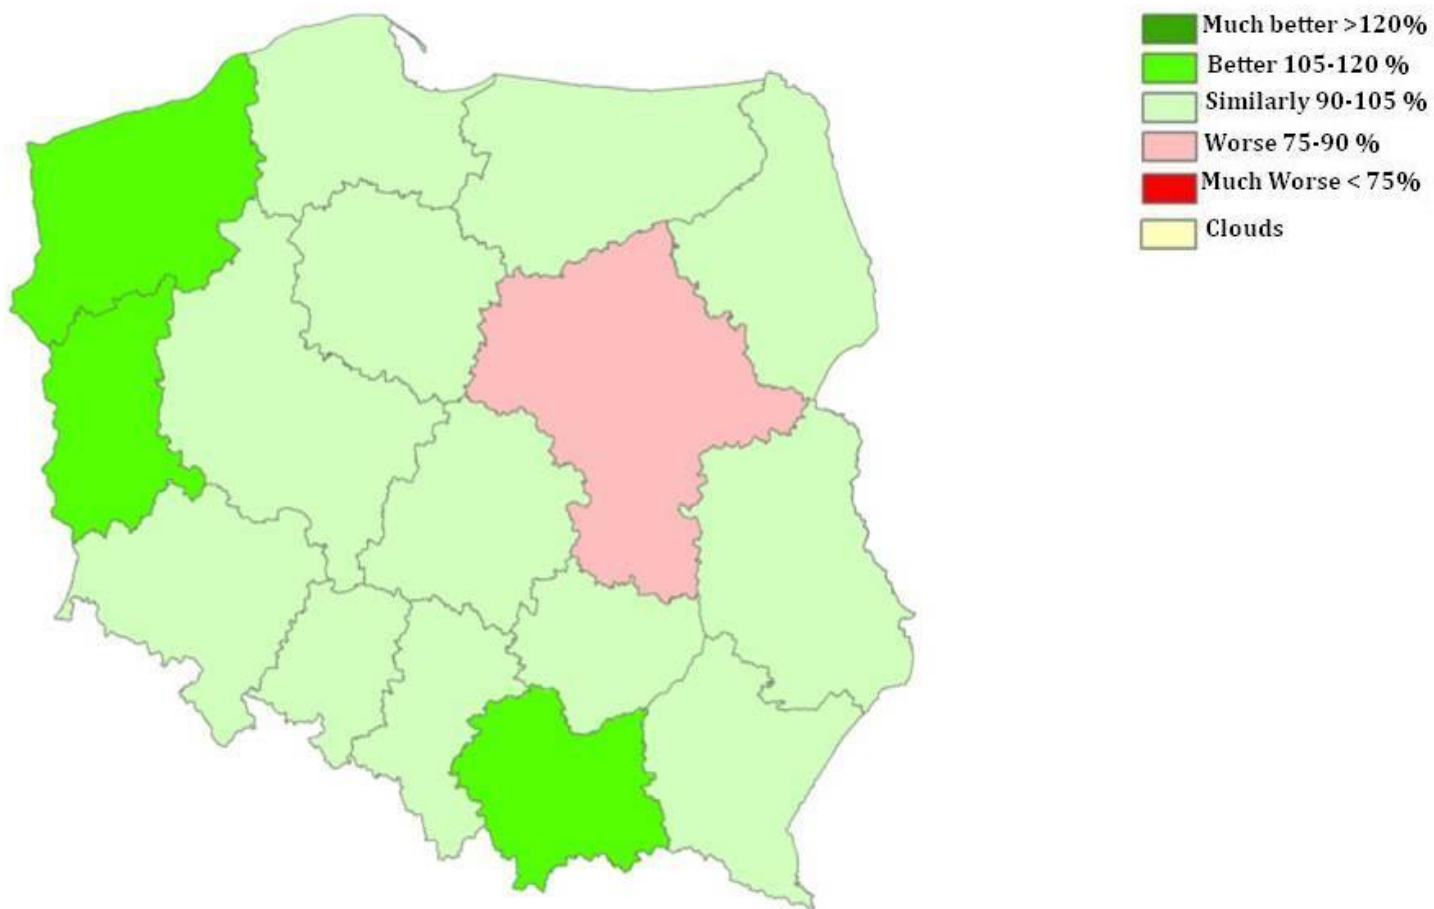 Much better >120%
Better 105-120 %
Similarly 90-105 %
Worse 75-90 %
Much Worse < 75%
Clouds